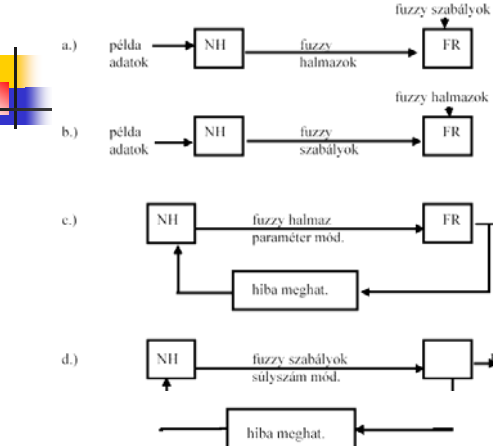 fuzzy szabályok
a.) példa adatok NH fuzzy halmazok FR
fuzzy halmazok
b.) példa adatok NH fuzzy szabályok FR
c.) NH fuzzy halmaz paraméter mód. FR
hiba meghat.
d.) NH fuzzy szabályok súlyszám mód.
hiba meghat.